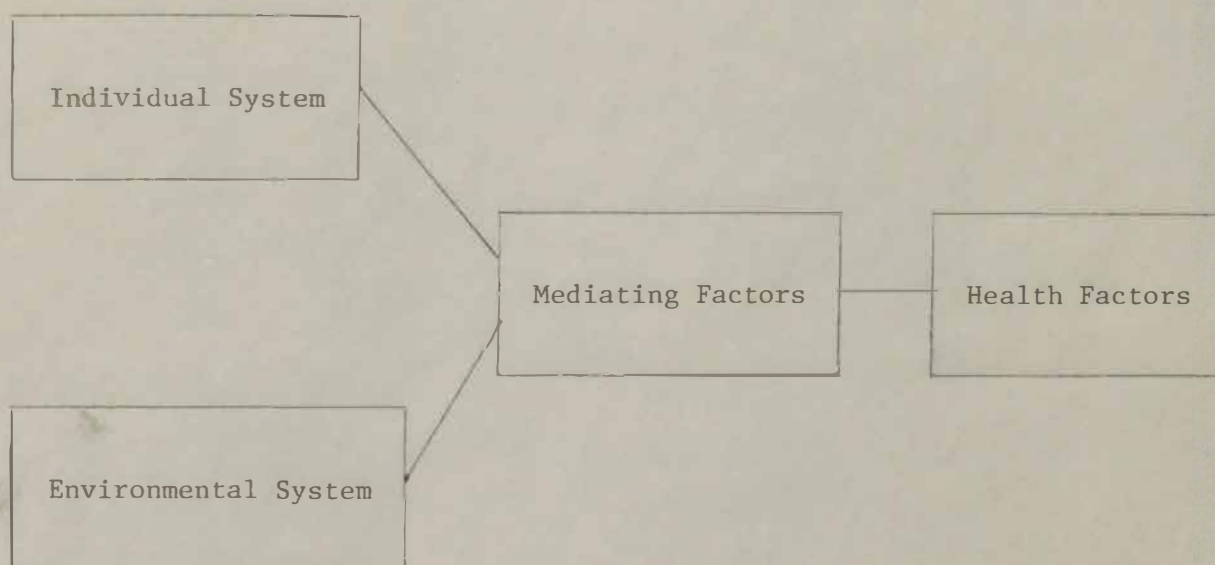 Individual System
Mediating Factors
Health Factors
Environmental System